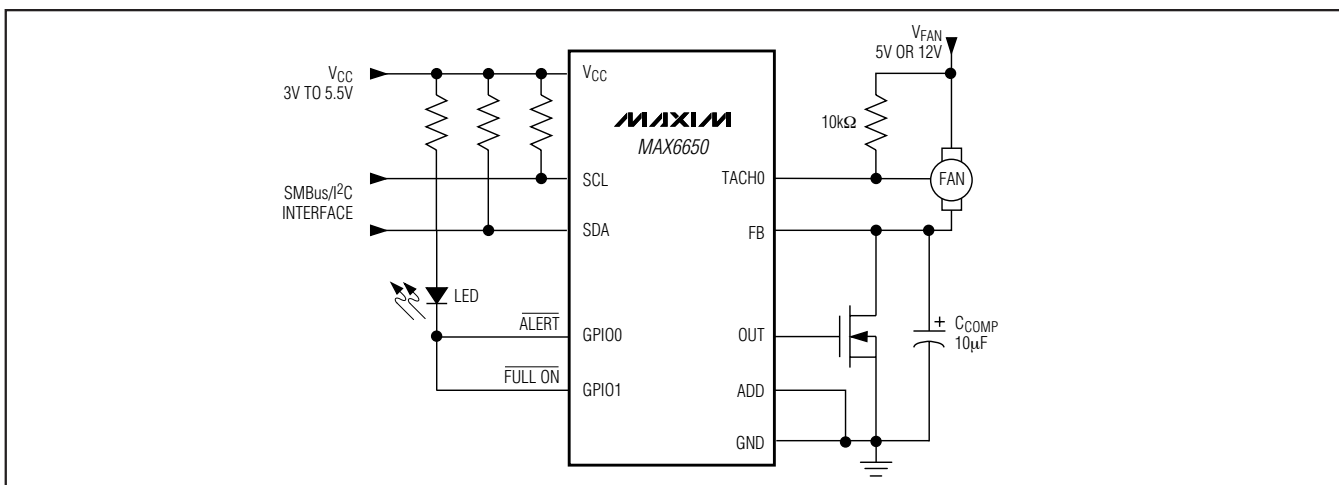 VFAN
5V OR 12V
VCC
3V TO 5.5V
VCC
MAXIM
MAX6650
10kΩ
SCL
TACH0
FAN
SMBus/I2C
INTERFACE
SDA
FB
LED
ALERT
GPIO0
OUT
+
CCOMP
10µF
FULL ON
GPIO1
ADD
GND